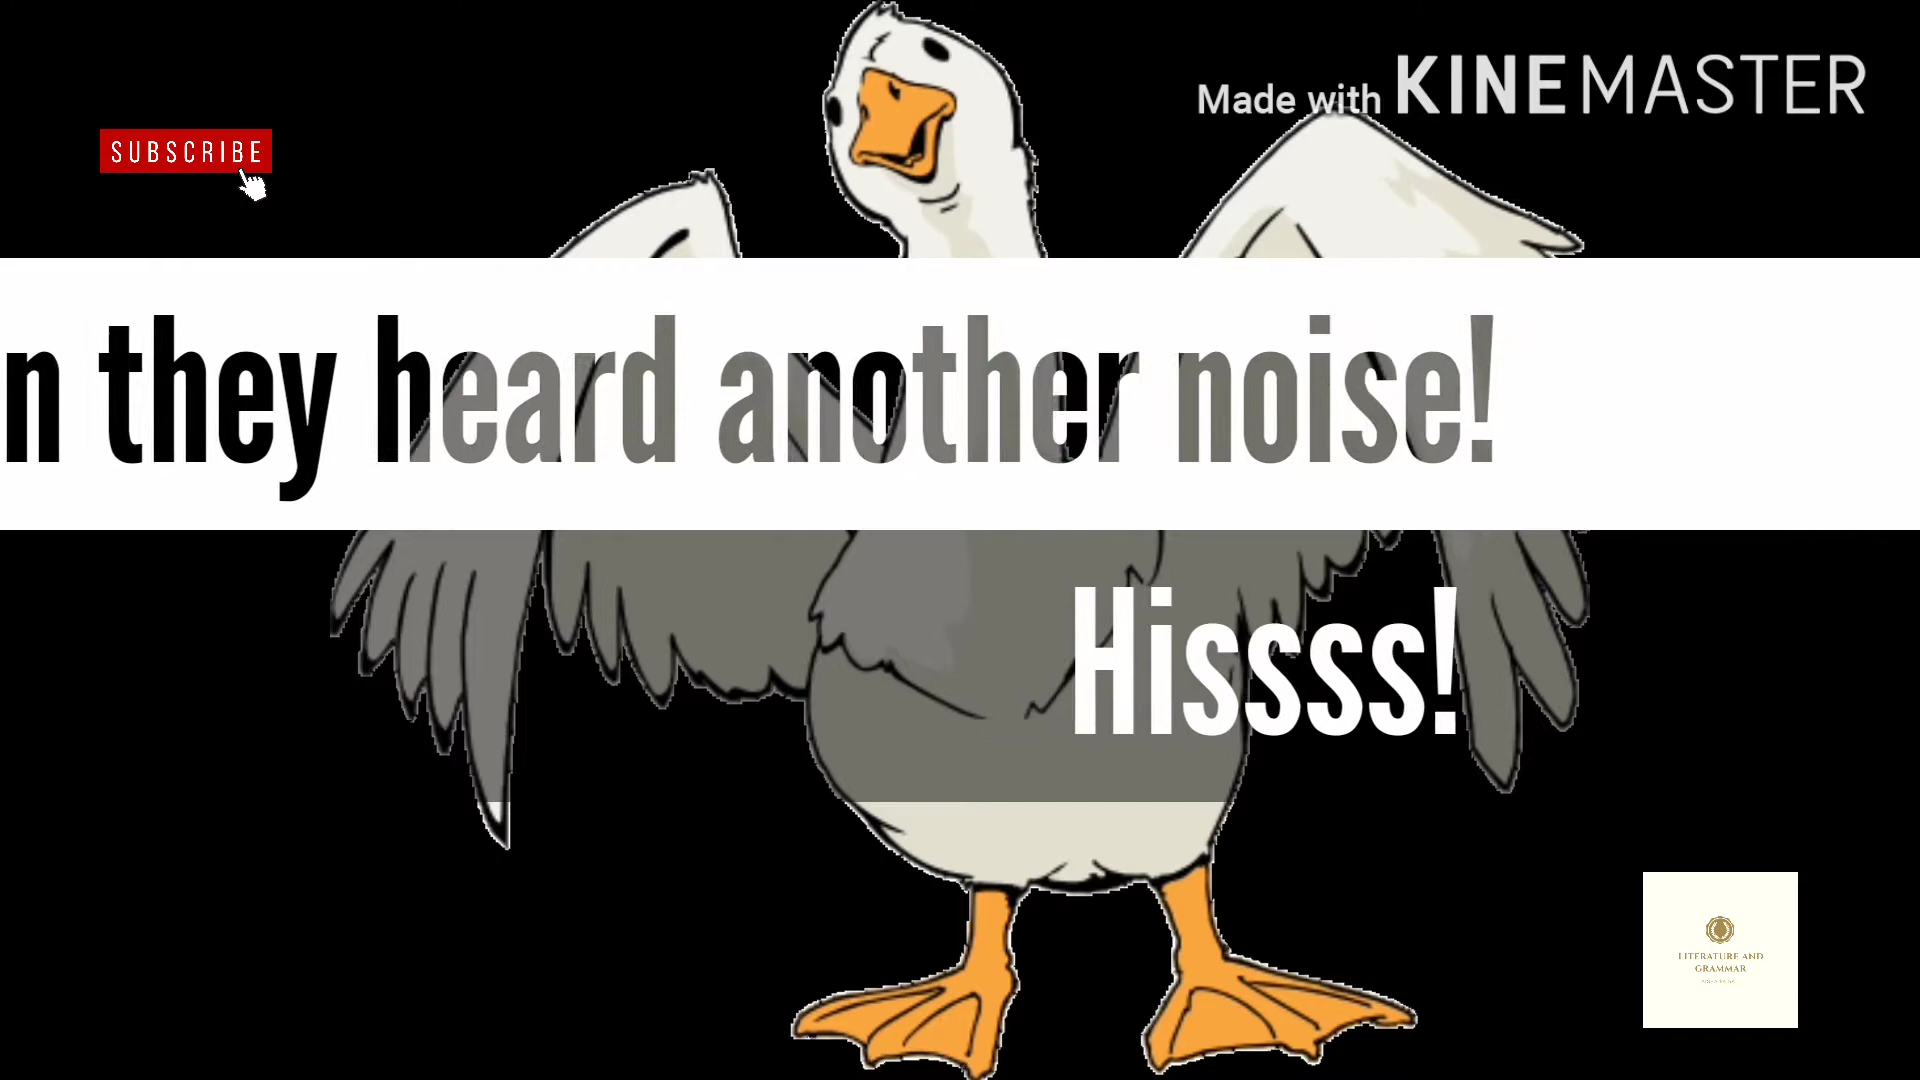 Made with KINEMASTER
SUBSCRIBE
n they heard another noise!
Hissss!
LITERATURE AND
GRAMMAR